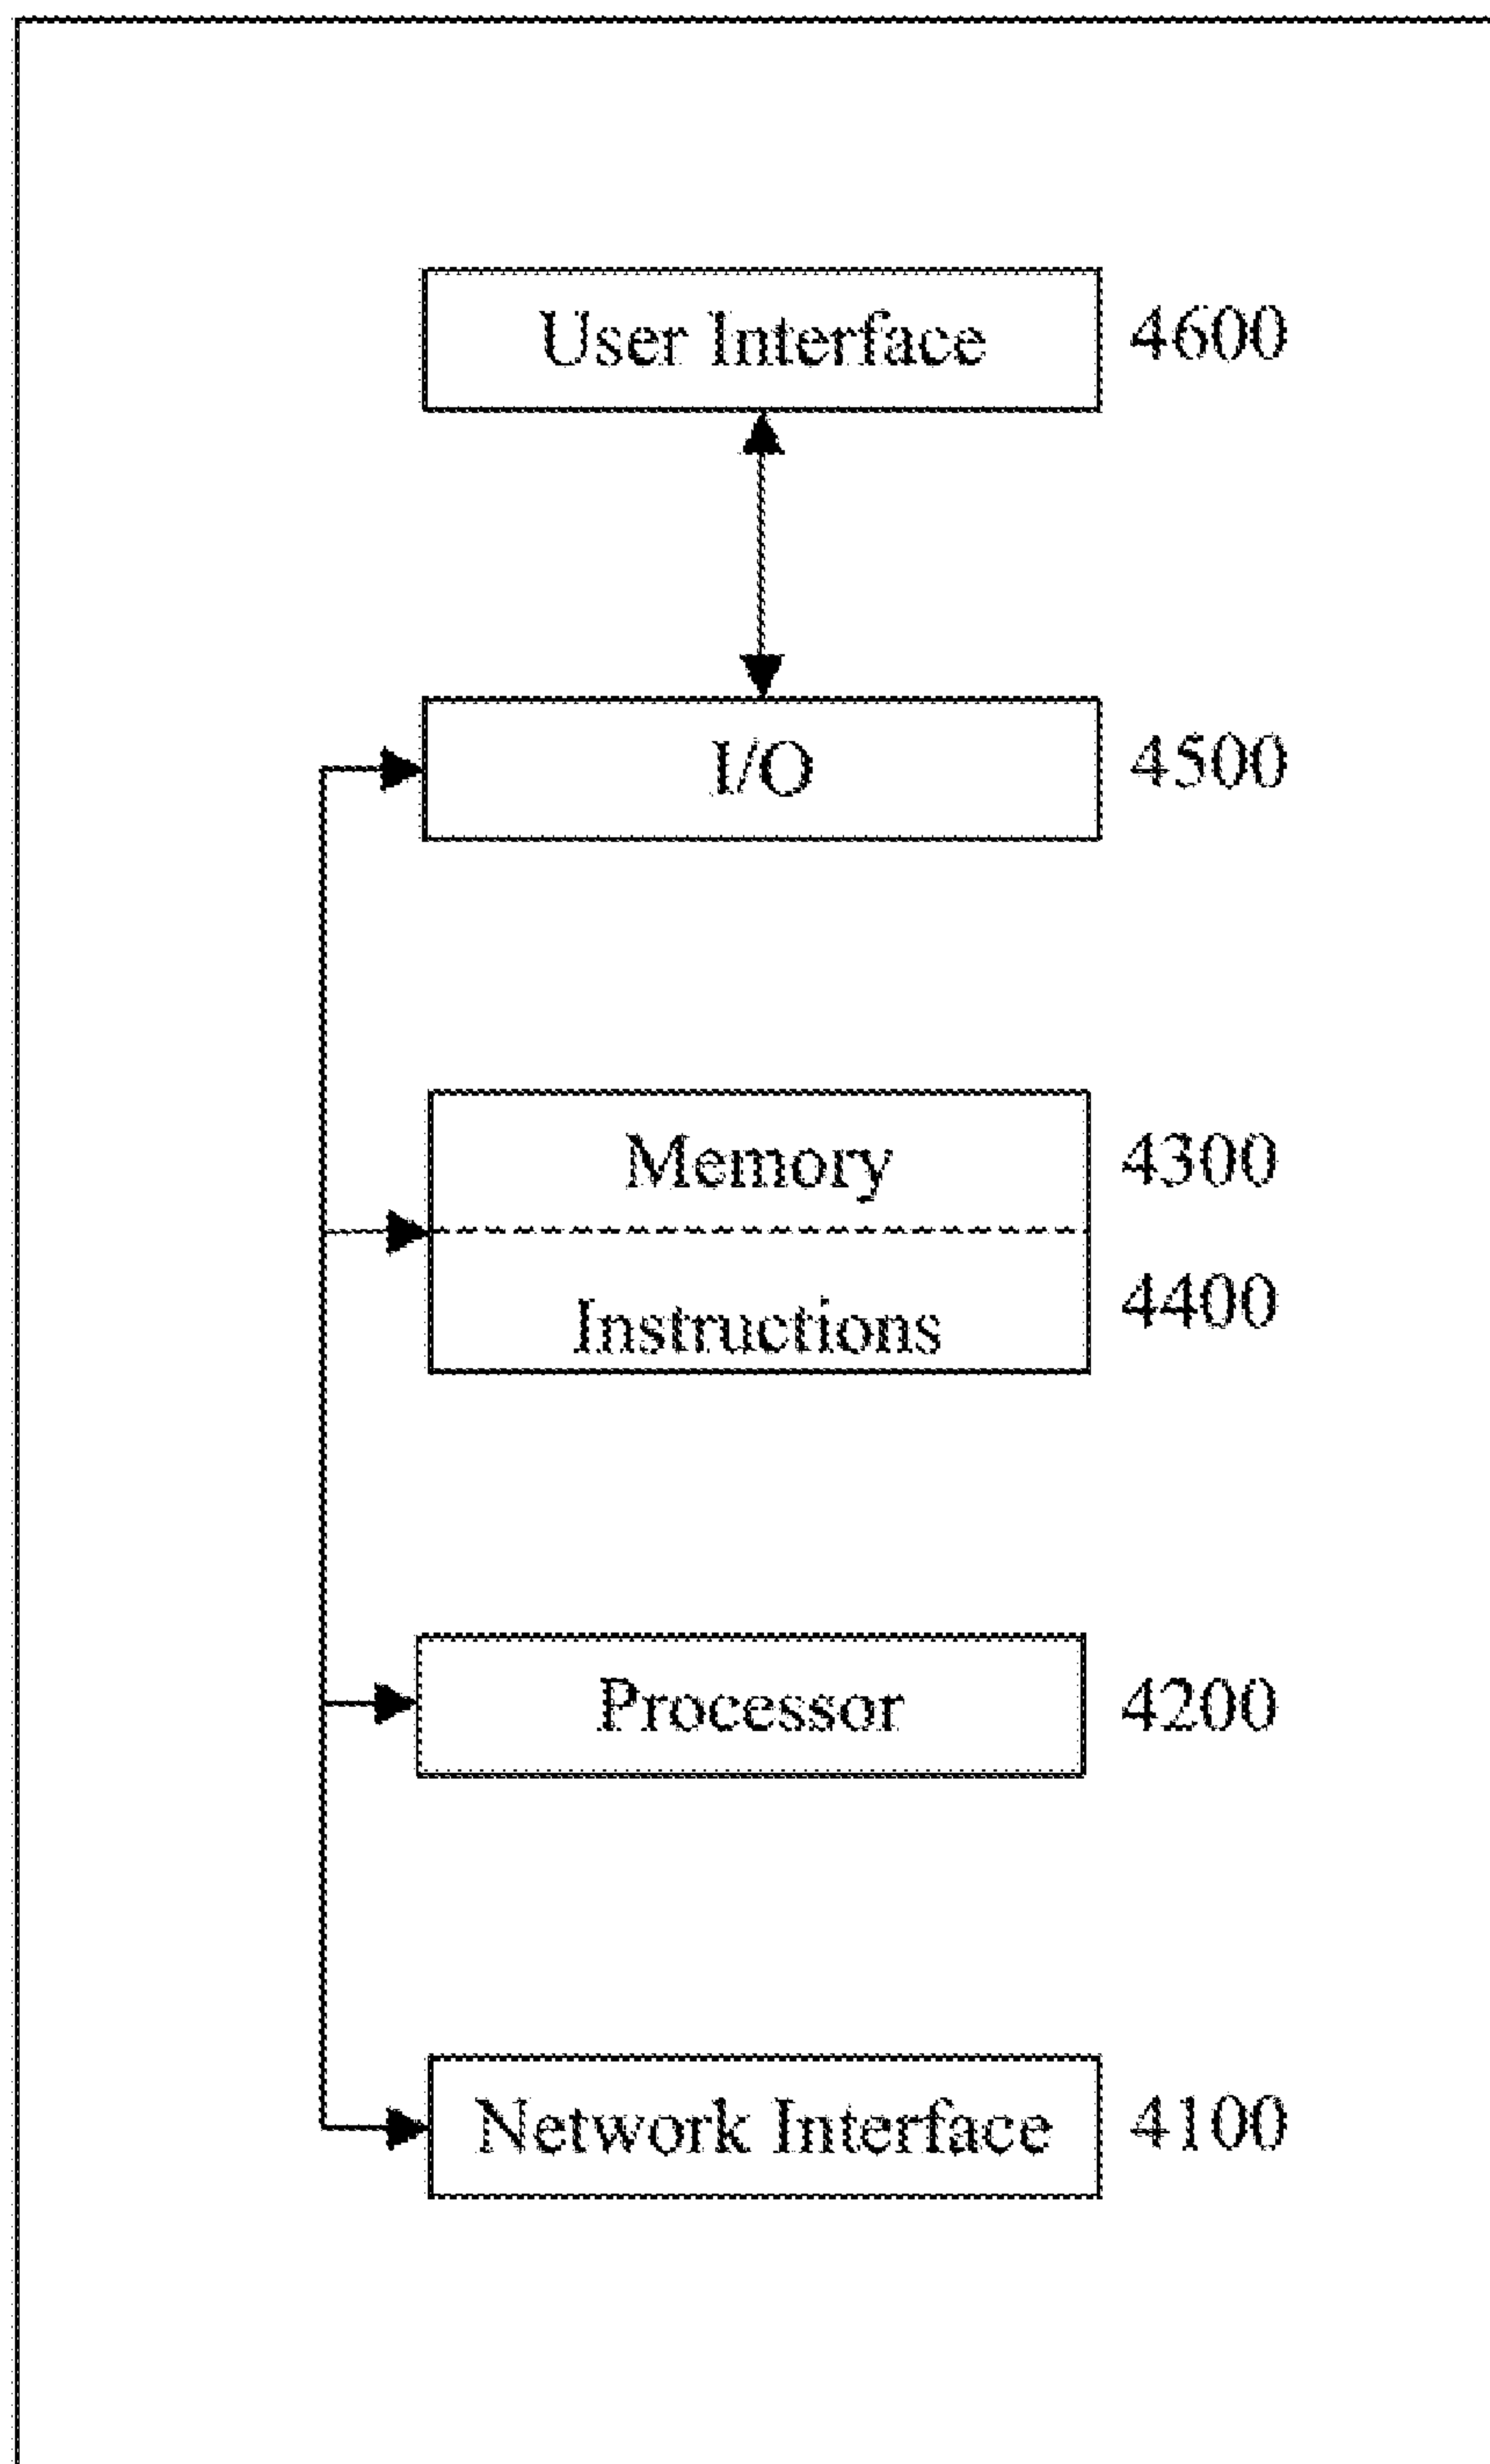 User Interface 4600
I/O 4500
Memory 4300
Instructions 4400
Processor 4200
Network Interface 4100